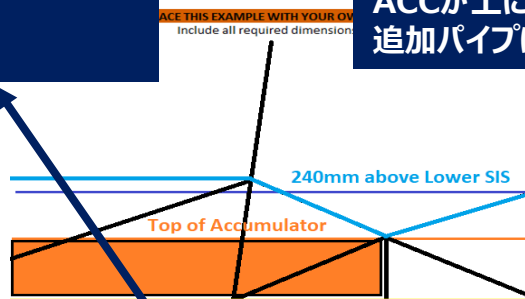 ACE THIS EXAMPLE WITH YOUR OW
Include all required dimensions
ACCが上に
追加パイプ
240mm above Lower SIS
Top of Accumulator